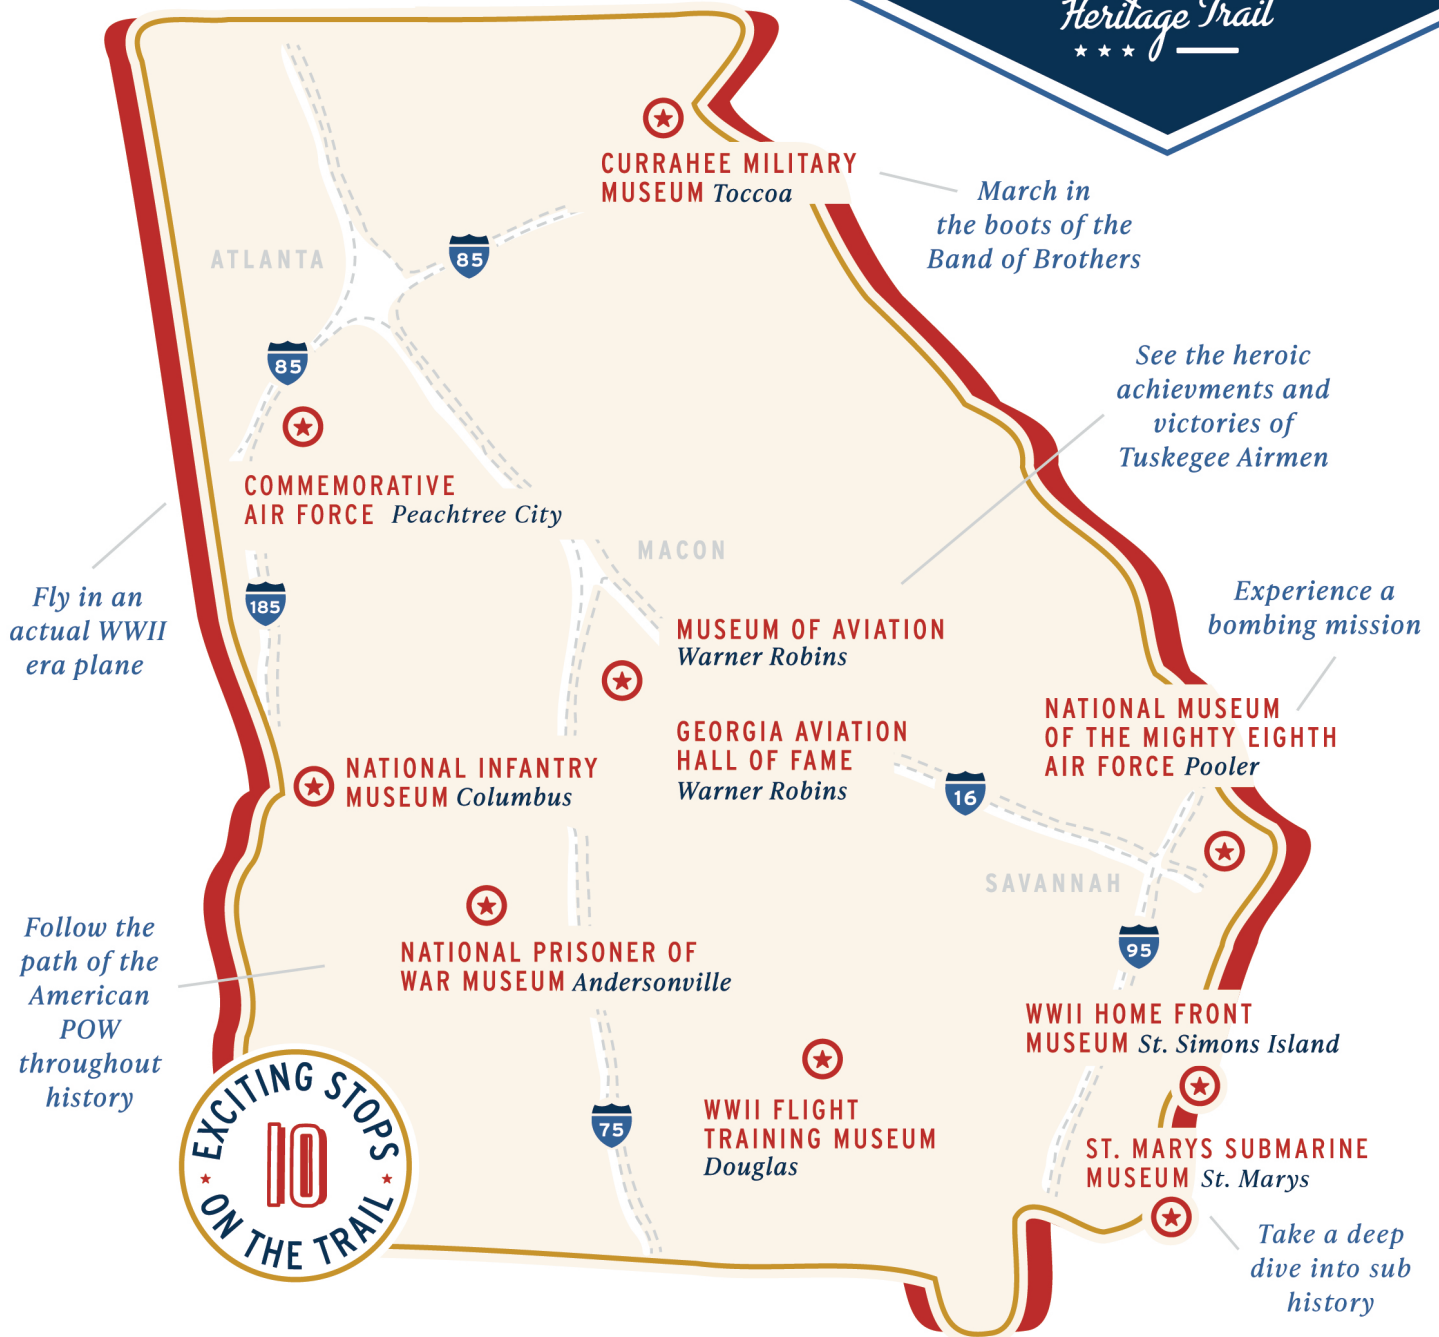 Heritage Trail
CURRAHEE MILITARY
MUSEUM Toccoa
March in
the boots of the
Band of Brothers
ATLANTA
85
85
See the heroic
achievments and
victories of
Tuskegee Airmen
COMMEMORATIVE
AIR FORCE Peachtree City
MACON
Fly in an
actual WWII
era plane
185
Experience a
bombing mission
MUSEUM OF AVIATION
Warner Robins
GEORGIA AVIATION
HALL OF FAME
Warner Robins
NATIONAL MUSEUM
OF THE MIGHTY EIGHTH
AIR FORCE Pooler
NATIONAL INFANTRY
MUSEUM Columbus
16
SAVANNAH
Follow the
path of the
American
POW
throughout
history
NATIONAL PRISONER OF
WAR MUSEUM Andersonville
95
WWII HOME FRONT
MUSEUM St. Simons Island
WWII FLIGHT
TRAINING MUSEUM
Douglas
75
ST. MARYS SUBMARINE
MUSEUM St. Marys
EXCITING STOPS
10
ON THE TRAIL
Take a deep
dive into sub
history